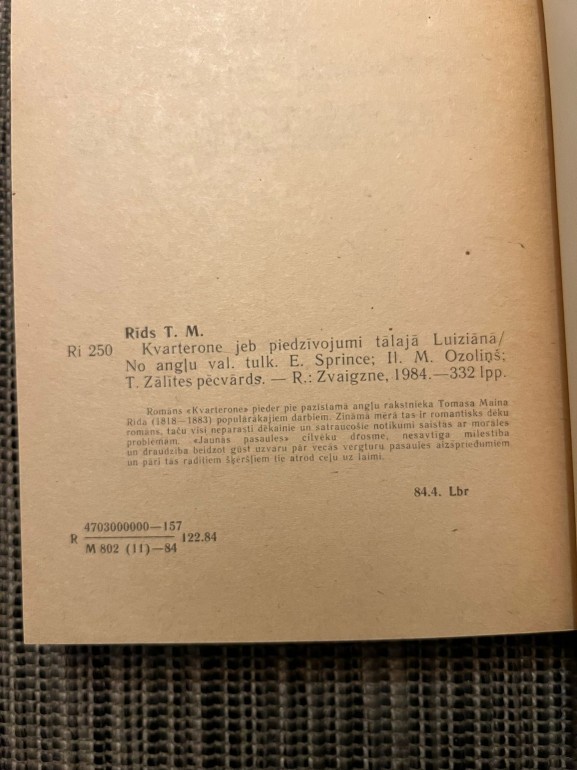 Rīds T. M.
Ri 250 Kvarterone jeb piedzīvojumi tālajā Luiziānā/
No angļu val. tulk. E. Sprince; Il. M. Ozoliņš;
T. Zālītes pēcvārds. — R.: Zvaigzne, 1984.—332 lpp.
Romāns «Kvarterone» pieder pie pazīstamā angļu rakstnieka Tomasa Maina
Rīda (1818—1883) populārākajiem darbiem. Zināmā mērā tas ir romantisks dēku
romāns, taču visi neparasti dēkainie un satraucošie notikumi saistās ar morāles
problēmām. «Jaunās pasaules» cilvēku drosme, nesavtīga mīlestība
un draudzība beidzot gūst uzvaru pār vecās vergturu pasaules aizspriedumiem
un pāri tās radītiem šķēršļiem tie atrod ceļu uz laimi.
84.4. Lbr
4703000000—157
R 122.84
M 802 (11)—84